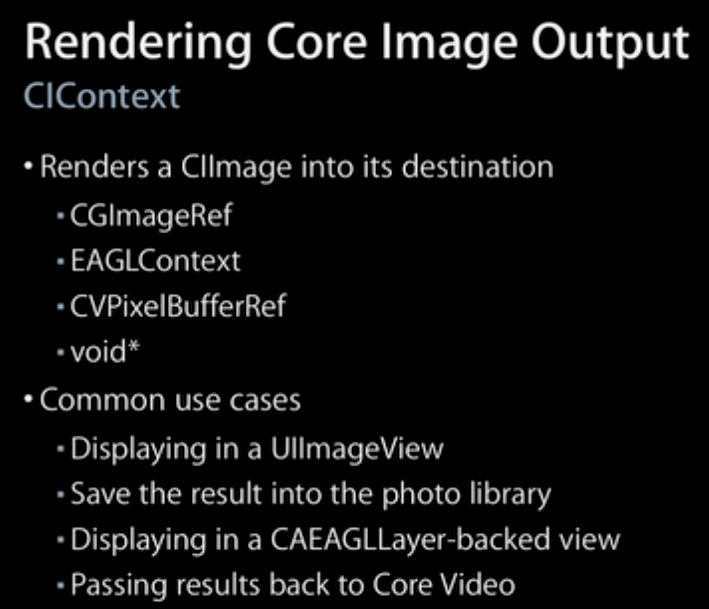 Rendering Core Image Output
CIContext
• Renders a CIImage into its destination
▪ CGImageRef
▪ EAGLContext
▪ CVPixelBufferRef
▪ void*
• Common use cases
▪ Displaying in a UIImageView
▪ Save the result into the photo library
▪ Displaying in a CAEAGLLayer-backed view
▪ Passing results back to Core Video